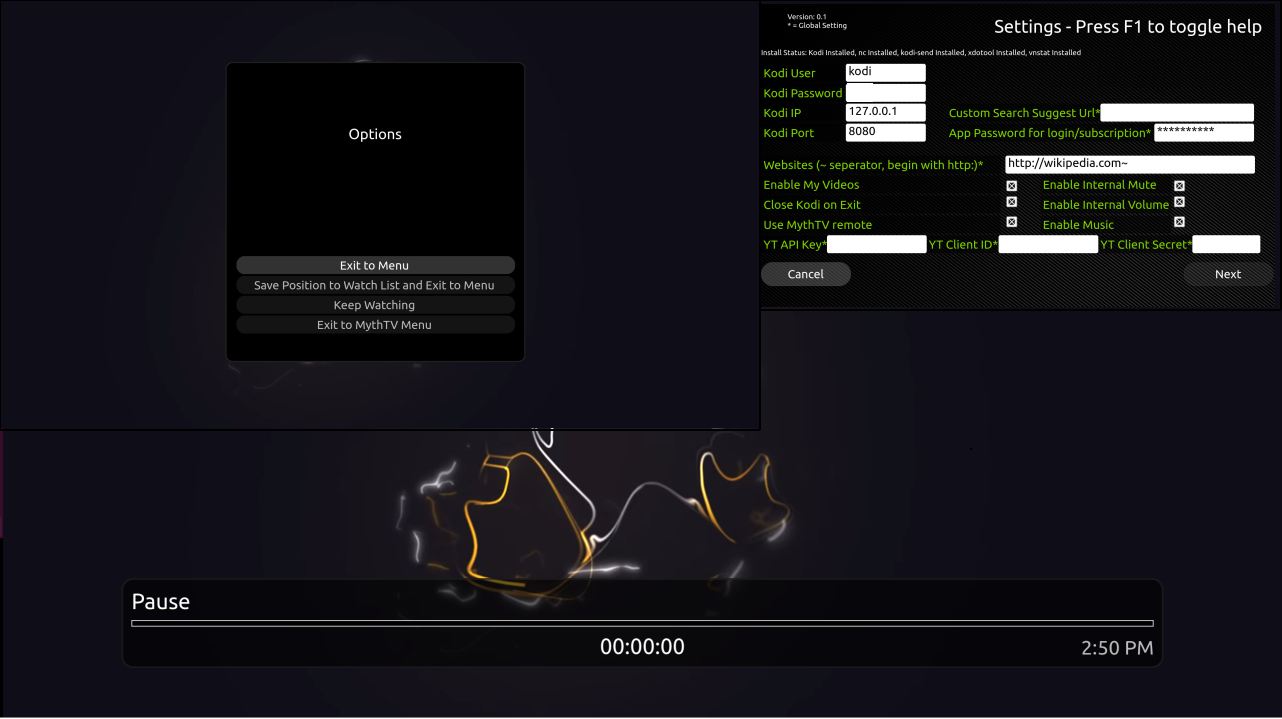 Options
Exit to Menu
Save Position to Watch List and Exit to Menu
Keep Watching
Exit to MythTV Menu
Version: 0.1
* = Global Setting
Settings - Press F1 to toggle help
Install Status: Kodi Installed, nc Installed, kodi-send Installed, xdotool Installed, vnstat Installed
Kodi User kodi
Kodi Password
Kodi IP 127.0.0.1 Custom Search Suggest Url*
Kodi Port 8080 App Password for login/subscription* **********
Websites (~ seperator, begin with http:)* http://wikipedia.com~
Enable My Videos Enable Internal Mute
Close Kodi on Exit Enable Internal Volume
Use MythTV remote Enable Music
YT API Key* YT Client ID* YT Client Secret*
Cancel Next
Pause
00:00:00 2:50 PM